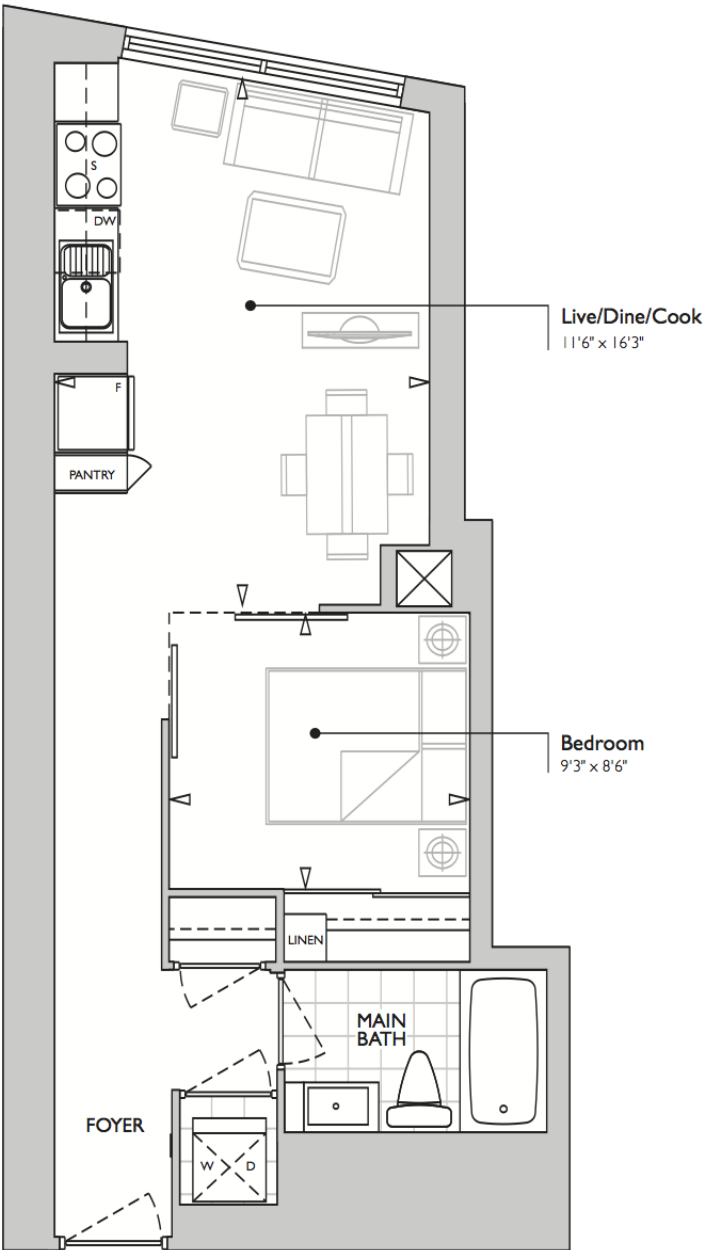 S
DW
Live/Dine/Cook
11'6" x 16'3"
F
PANTRY
Bedroom
9'3" x 8'6"
LINEN
MAIN
BATH
FOYER
W D